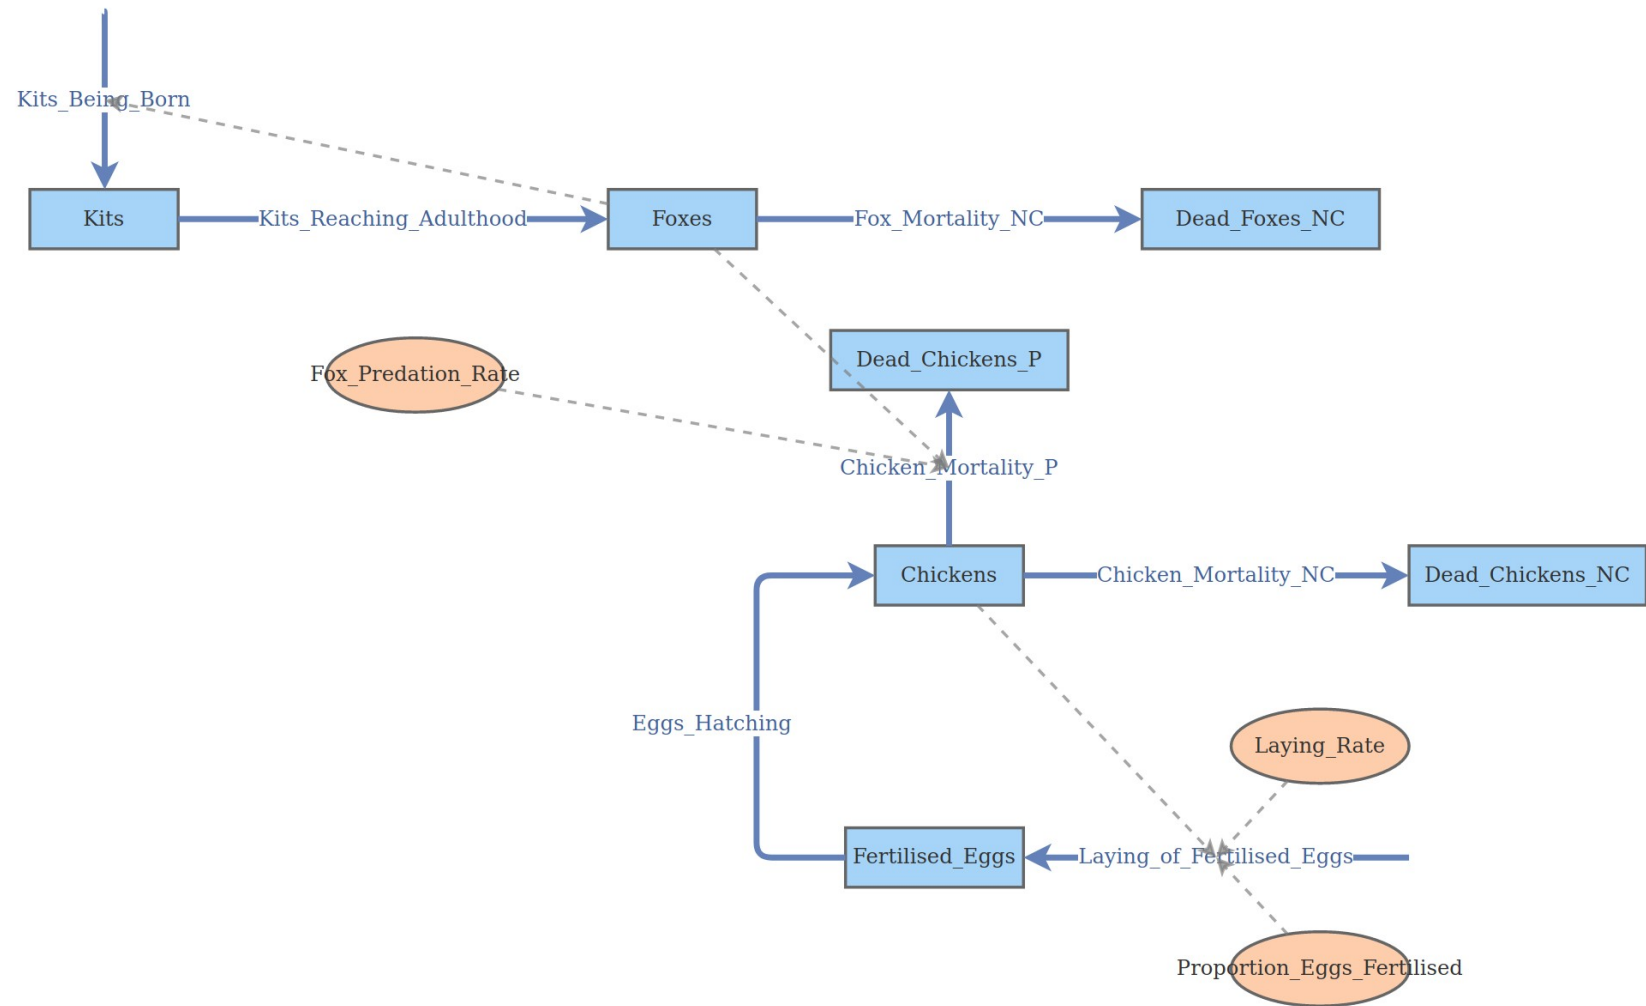 Kits_Being_Born
Kits
Kits_Reaching_Adulthood
Foxes
Fox_Mortality_NC
Dead_Foxes_NC
Fox_Predation_Rate
Dead_Chickens_P
Chicken_Mortality_P
Chickens
Chicken_Mortality_NC
Dead_Chickens_NC
Eggs_Hatching
Laying_Rate
Fertilised_Eggs
Laying_of_Fertilised_Eggs
Proportion_Eggs_Fertilised